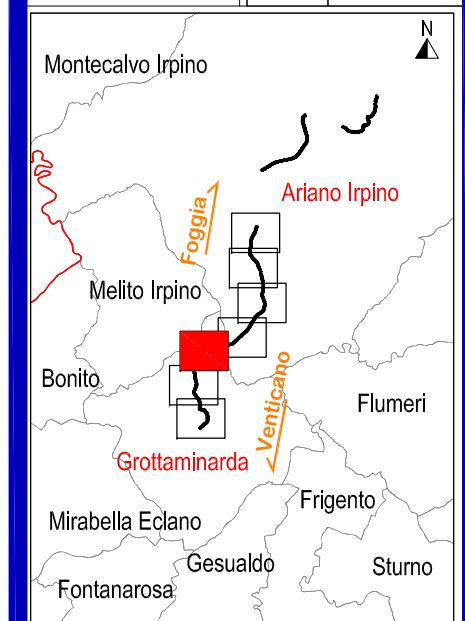 N
Montecalvo Irpino
Ariano Irpino
Foggia
Melito Irpino
Bonito
Venticano
Flumeri
Grottaminarda
Frigento
Mirabella Eclano
Gesualdo
Sturno
Fontanarosa